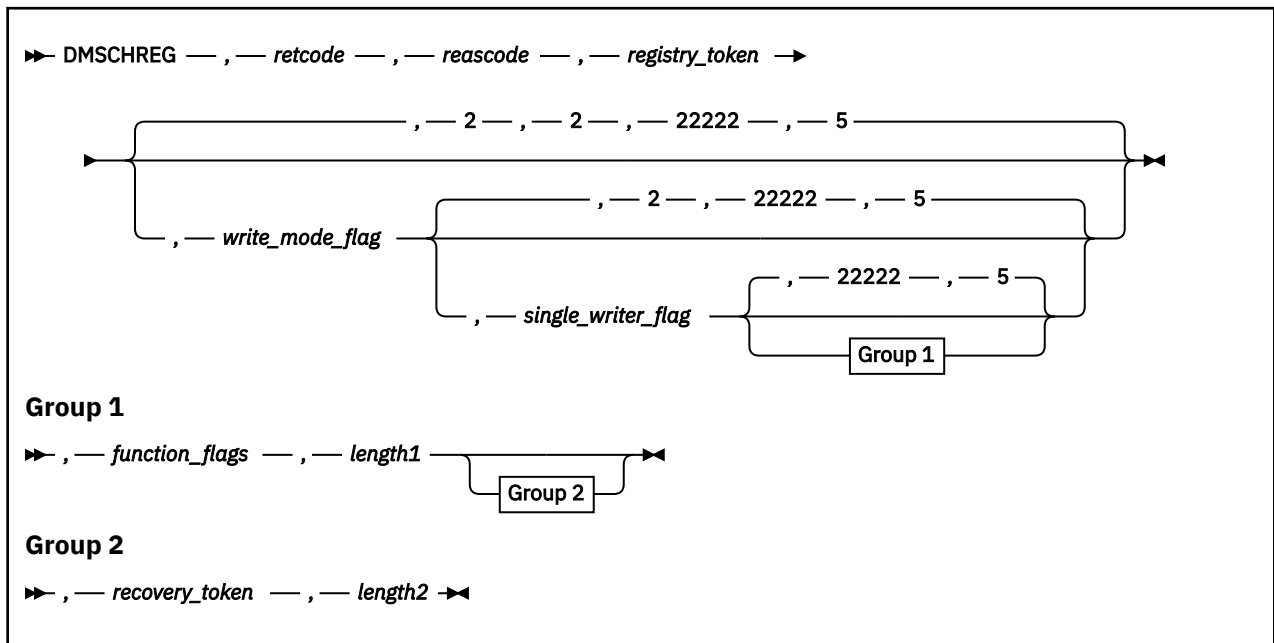 DMSCHREG , retcode , reascode , registry_token
, 2 , 2 , 22222 , 5
, 2 , 22222 , 5
, write_mode_flag
, 22222 , 5
, single_writer_flag
Group 1
Group 1
, function_flags , length1
Group 2
Group 2
, recovery_token , length2